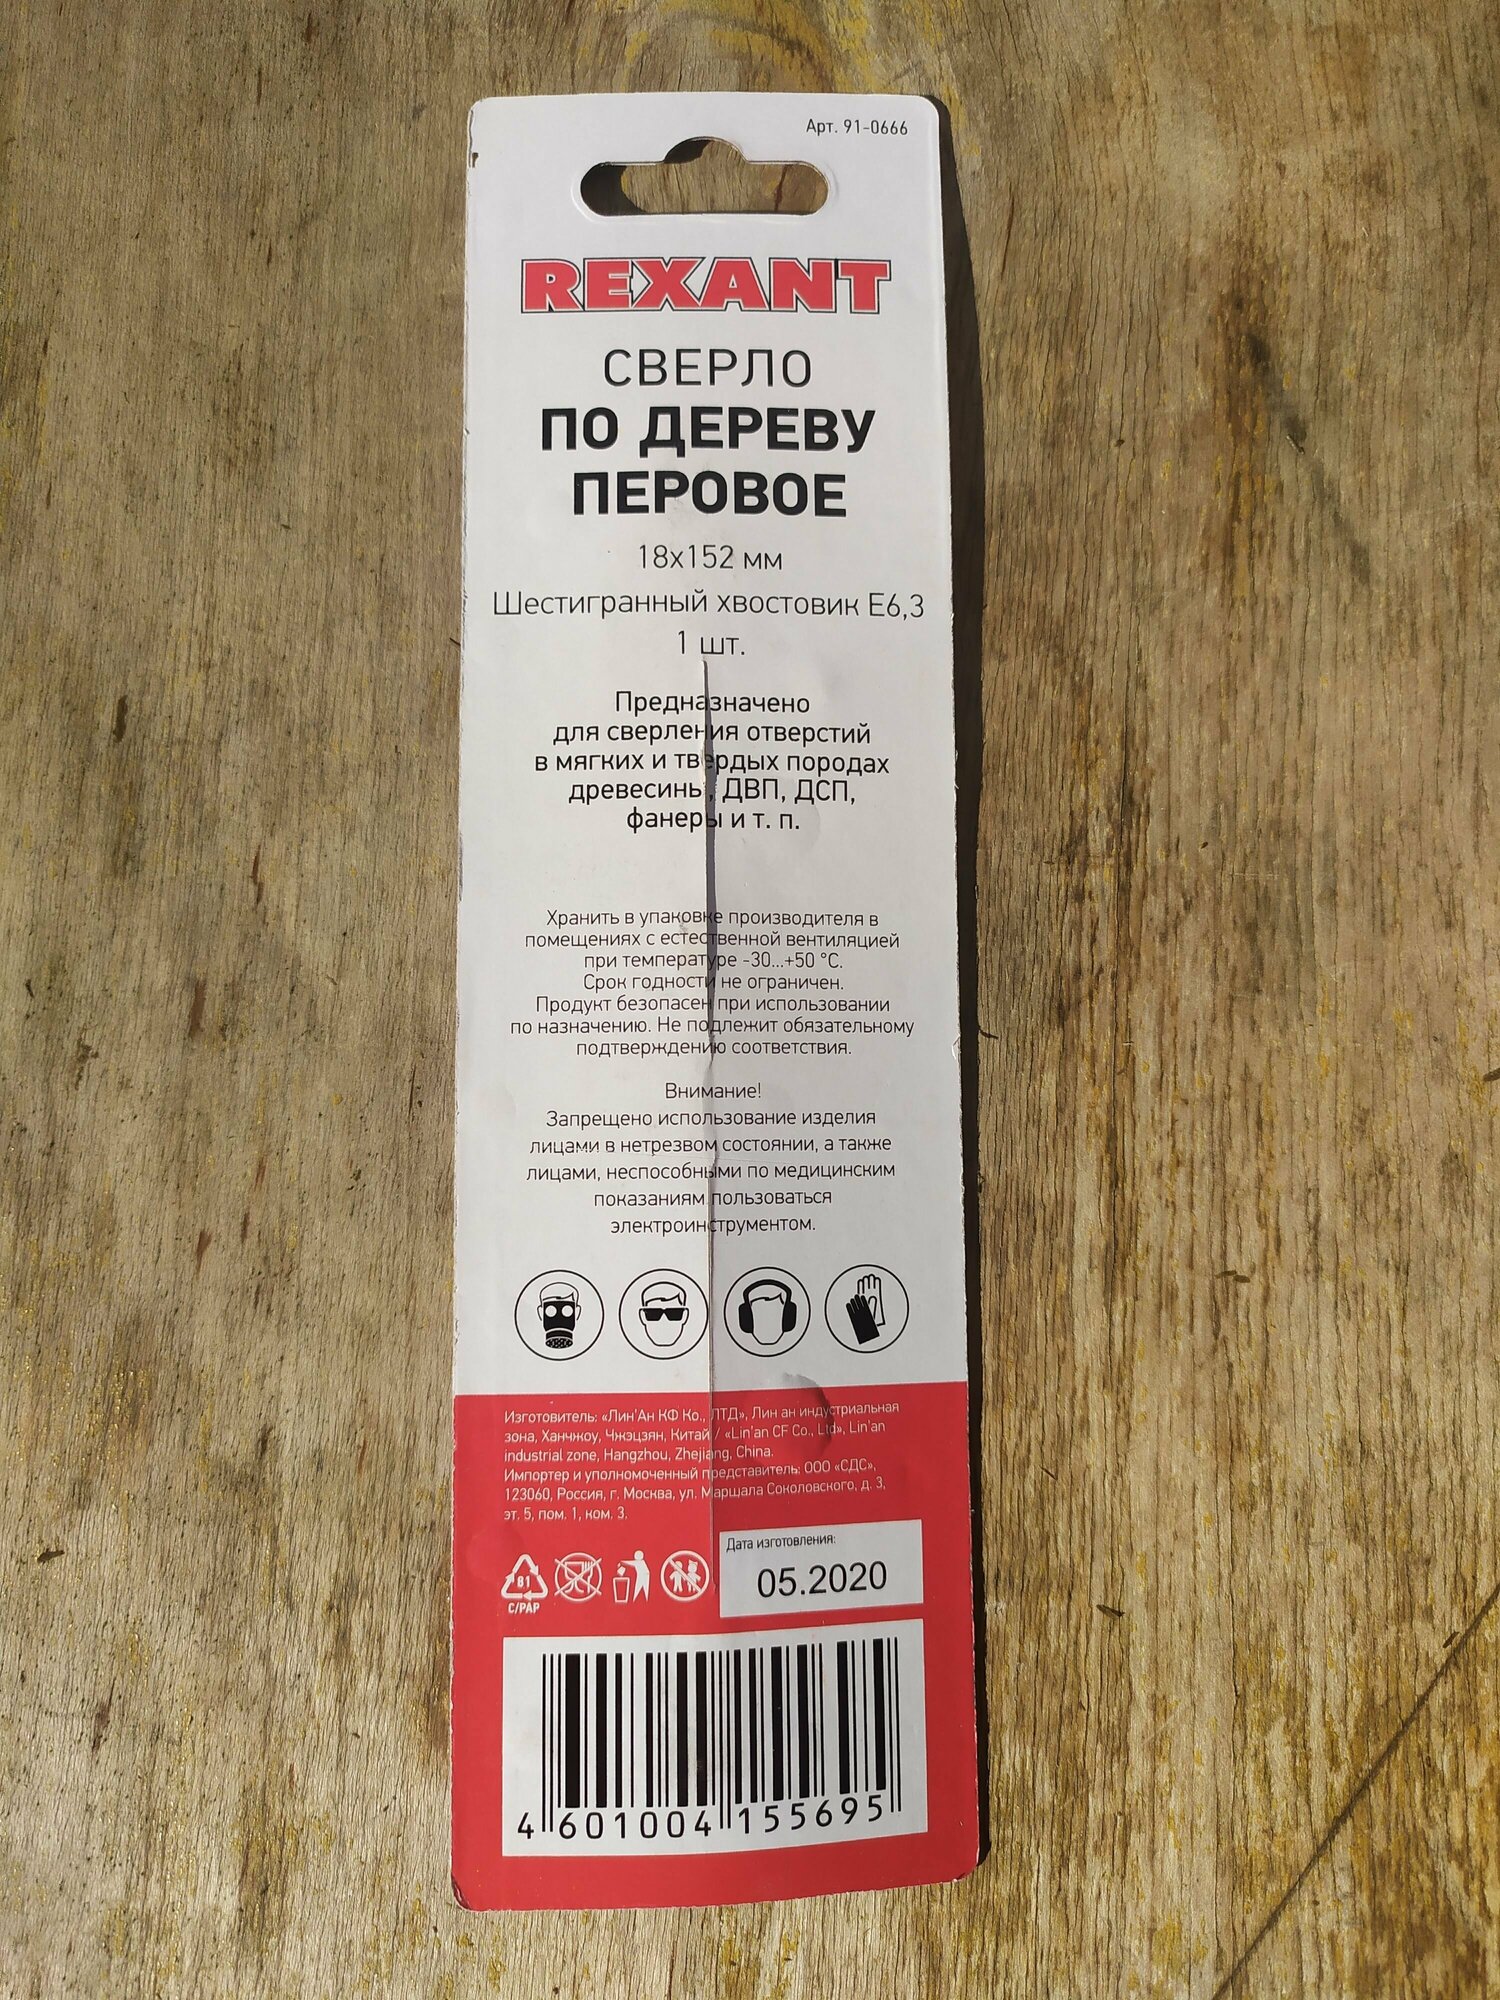 Арт. 91-0666
REXANT
СВЕРЛО
ПО ДЕРЕВУ
ПЕРОВОЕ
18х152 мм
Шестигранный хвостовик Е6,3
1 шт.
Предназначено
для сверления отверстий
в мягких и твердых породах
древесины, ДВП, ДСП,
фанеры и т. п.
Хранить в упаковке производителя в
помещениях с естественной вентиляцией
при температуре -30...+50 °С.
Срок годности не ограничен.
Продукт безопасен при использовании
по назначению. Не подлежит обязательному
подтверждению соответствия.
Внимание!
Запрещено использование изделия
лицами в нетрезвом состоянии, а также
лицами, неспособными по медицинским
показаниям пользоваться
электроинструментом.
Изготовитель: «Лин'Ан КФ Ко., ЛТД», Лин ан индустриальная
зона, Ханчжоу, Чжэцзян, Китай / «Lin'an CF Co., Ltd», Lin'an
industrial zone, Hangzhou, Zhejiang, China.
Импортер и уполномоченный представитель: ООО «СДС»,
123060, Россия, г. Москва, ул. Маршала Соколовского, д. 3,
эт. 5, пом. 1, ком. 3.
Дата изготовления:
05.2020
81
C/PAP
4 601004 155695